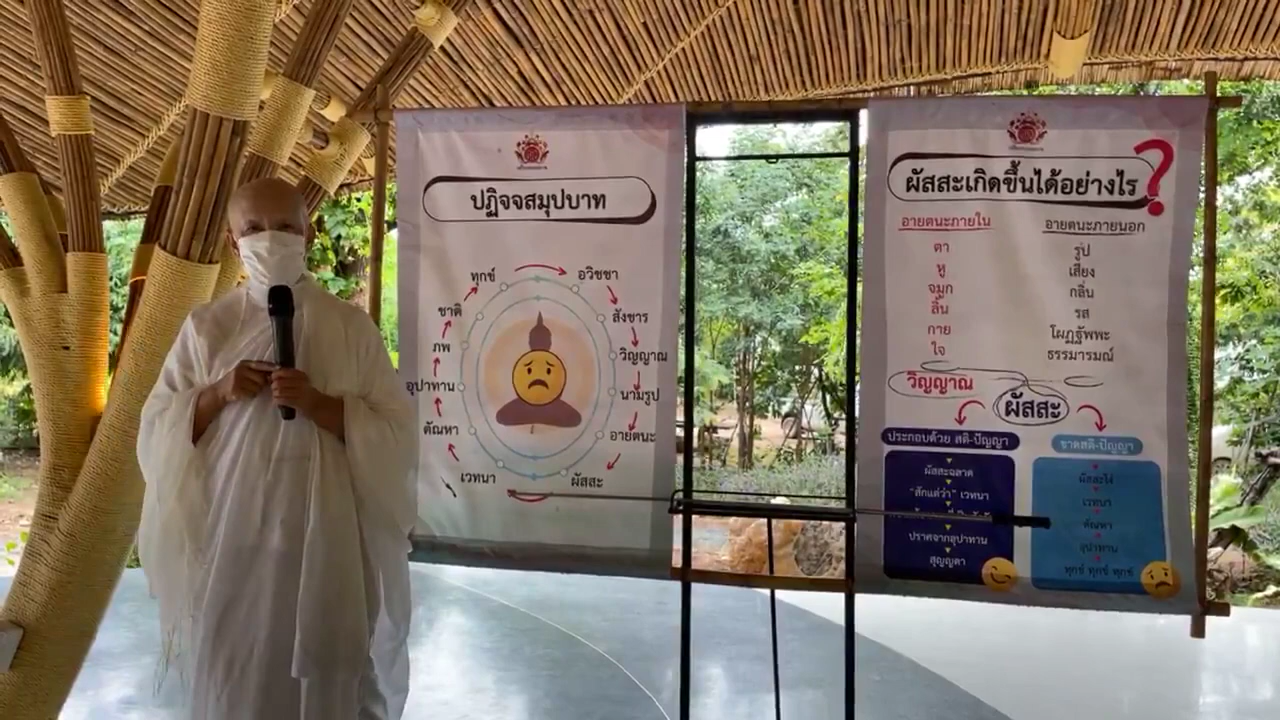 ปฏิจจสมุปบาท
ทุกข์
อวิชชา
ชาติ
สังขาร
ภพ
วิญญาณ
อุปาทาน
นามรูป
ตัณหา
อายตนะ
เวทนา
ผัสสะ
ผัสสะเกิดขึ้นได้อย่างไร ?
อายตนะภายใน
อายตนะภายนอก
ตา
รูป
หู
เสียง
จมูก
กลิ่น
ลิ้น
รส
กาย
โผฏฐัพพะ
ใจ
ธรรมารมณ์
วิญญาณ
ผัสสะ
ประกอบด้วย สติ-ปัญญา
ขาดสติ-ปัญญา
ผัสสะฉลาด
"สักแต่ว่า" เวทนา
ปราศจากอุปาทาน
สุญญตา
ผัสสะโง่
เวทนา
ตัณหา
อุปาทาน
ทุกข์ ทุกข์ ทุกข์